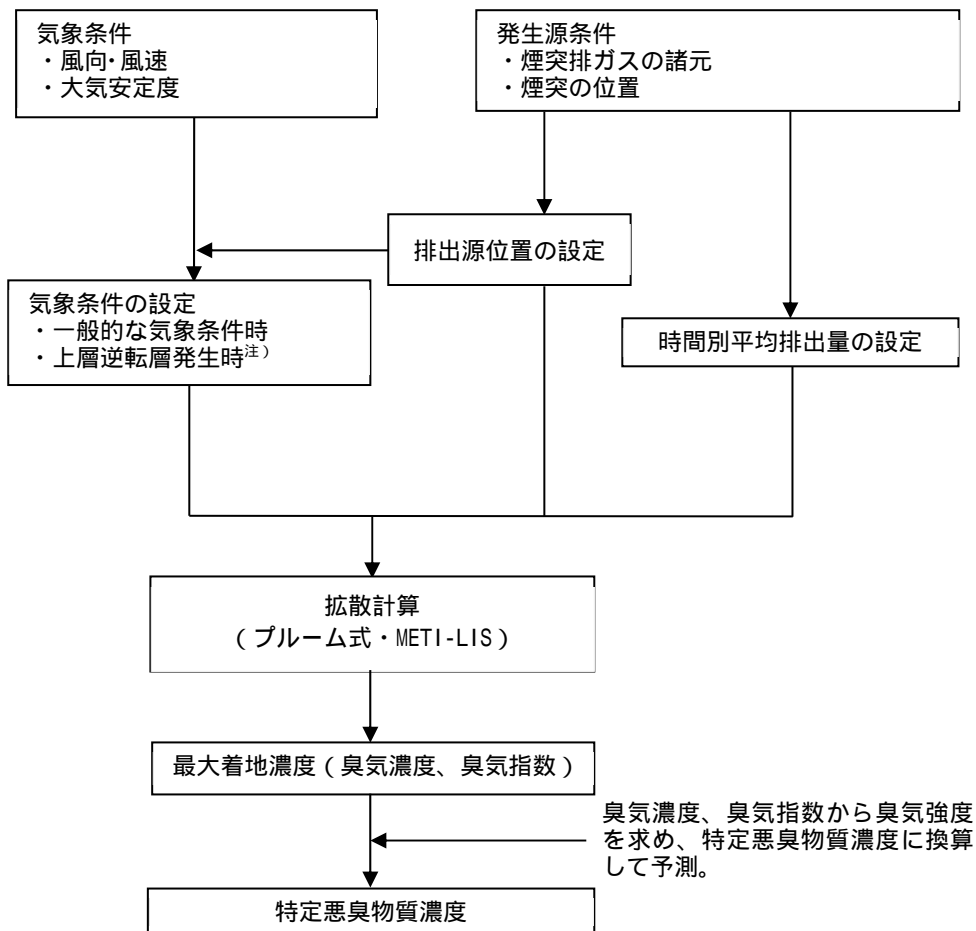 気象条件
・風向・風速
・大気安定度
発生源条件
・煙突排ガスの諸元
・煙突の位置
排出源位置の設定
気象条件の設定
・一般的な気象条件時
・上層逆転層発生時注）
時間別平均排出量の設定
拡散計算
（プルーム式・METI-LIS）
最大着地濃度（臭気濃度、臭気指数）
臭気濃度、臭気指数から臭気強度
を求め、特定悪臭物質濃度に換算
して予測。
特定悪臭物質濃度